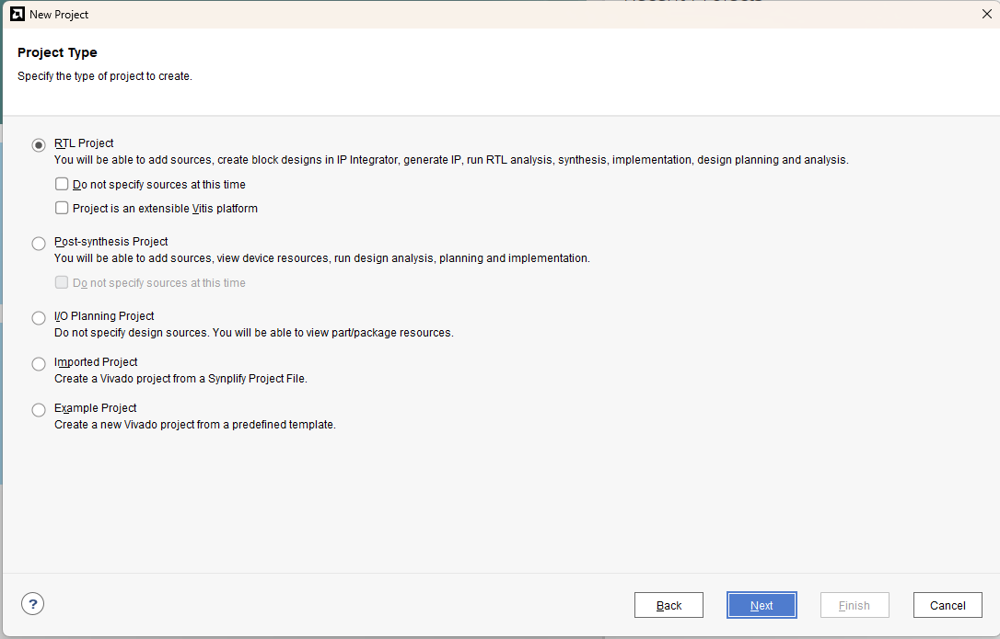 New Project
Project Type
Specify the type of project to create.
RTL Project
You will be able to add sources, create block designs in IP Integrator, generate IP, run RTL analysis, synthesis, implementation, design planning and analysis.
Do not specify sources at this time
Project is an extensible Vitis platform
Post-synthesis Project
You will be able to add sources, view device resources, run design analysis, planning and implementation.
Do not specify sources at this time
I/O Planning Project
Do not specify design sources. You will be able to view part/package resources.
Imported Project
Create a Vivado project from a Synplify Project File.
Example Project
Create a new Vivado project from a predefined template.
? Back Next Finish Cancel